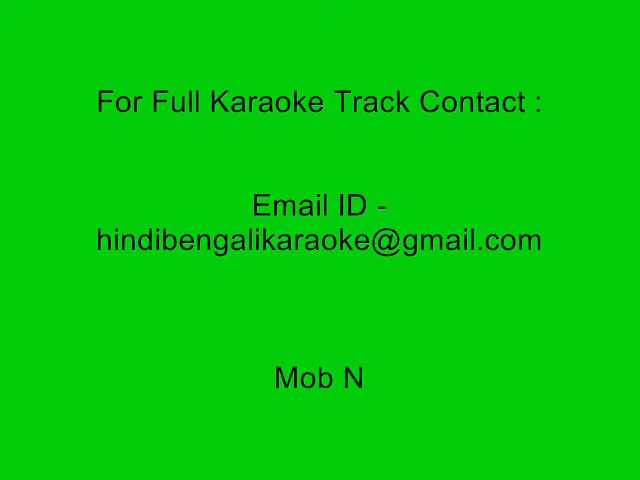 For Full Karaoke Track Contact :
Email ID -
hindibengalikaraoke@gmail.com
Mob N